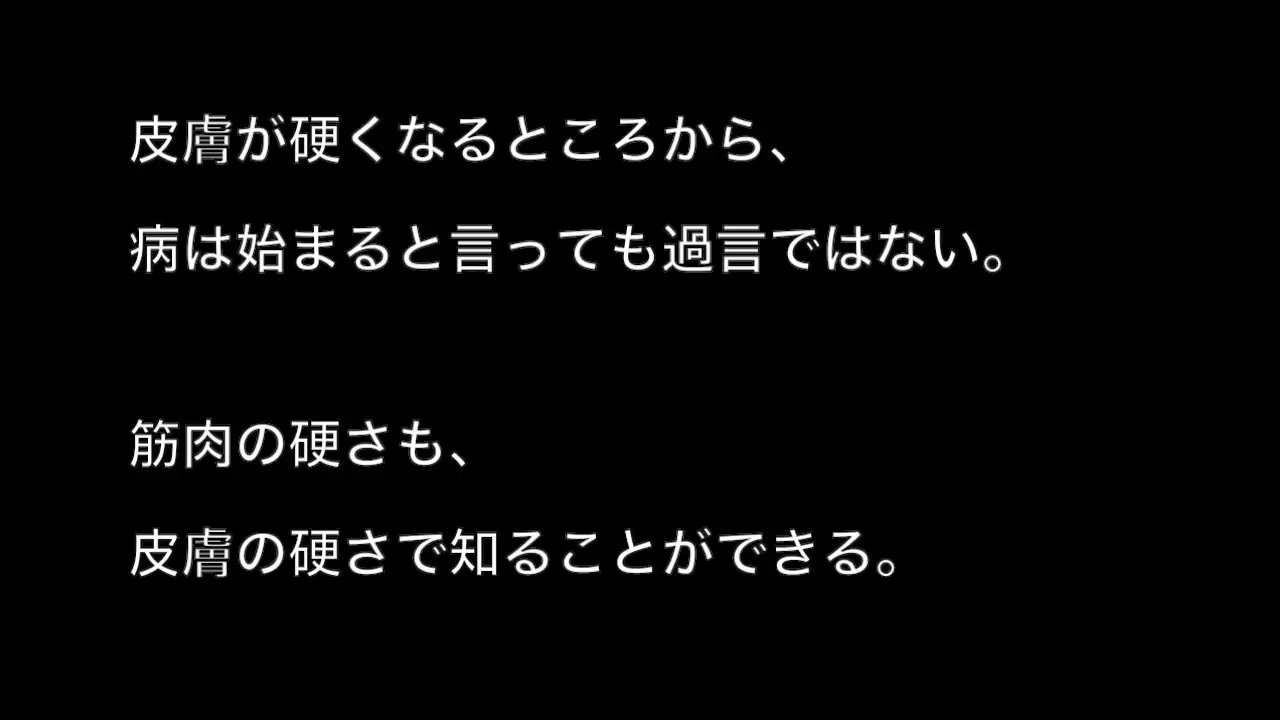 皮膚が硬くなるところから、
病は始まると言っても過言ではない。
筋肉の硬さも、
皮膚の硬さで知ることができる。